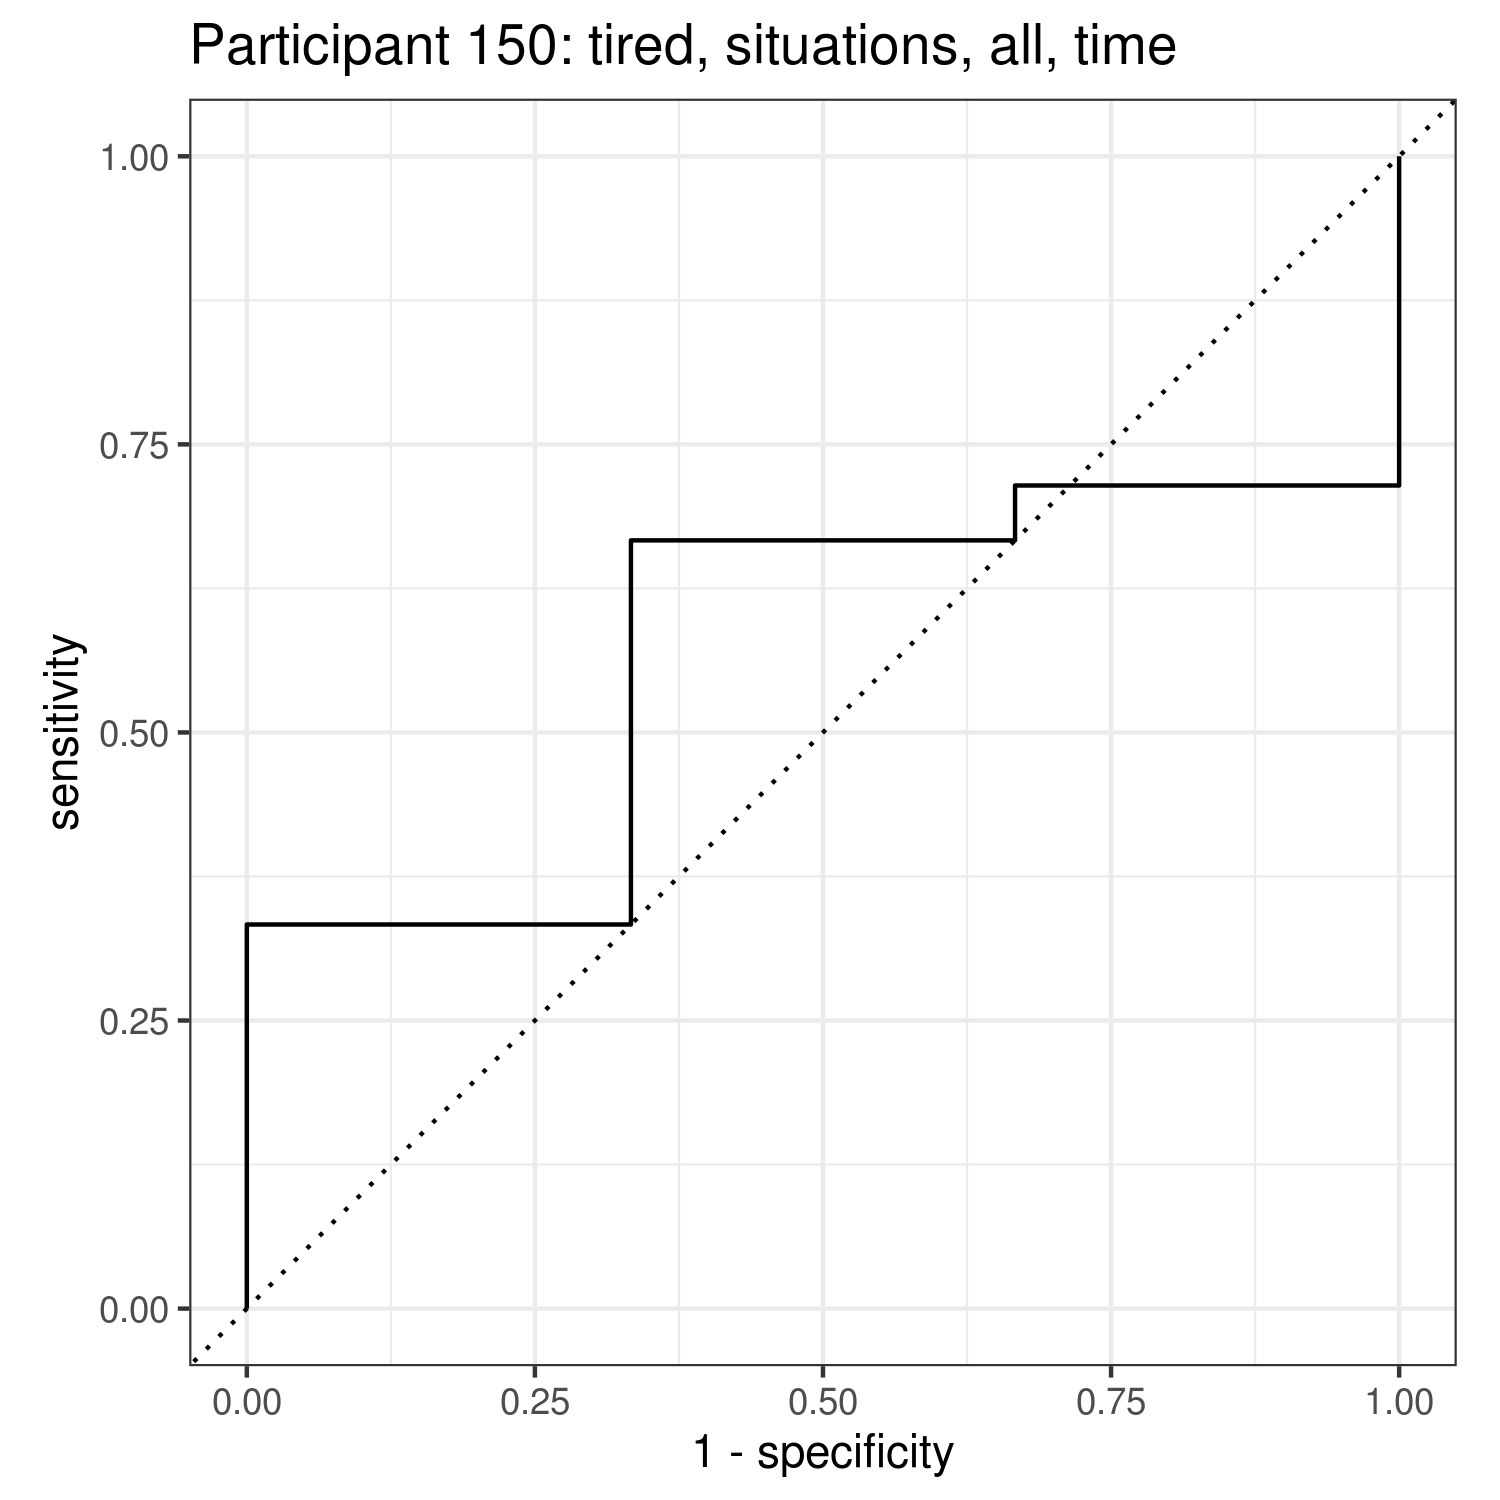 Participant 150: tired, situations, all, time
1.00
0.75
0.50
0.25
0.00
sensitivity
0.00 0.25 0.50 0.75 1.00
1 - specificity